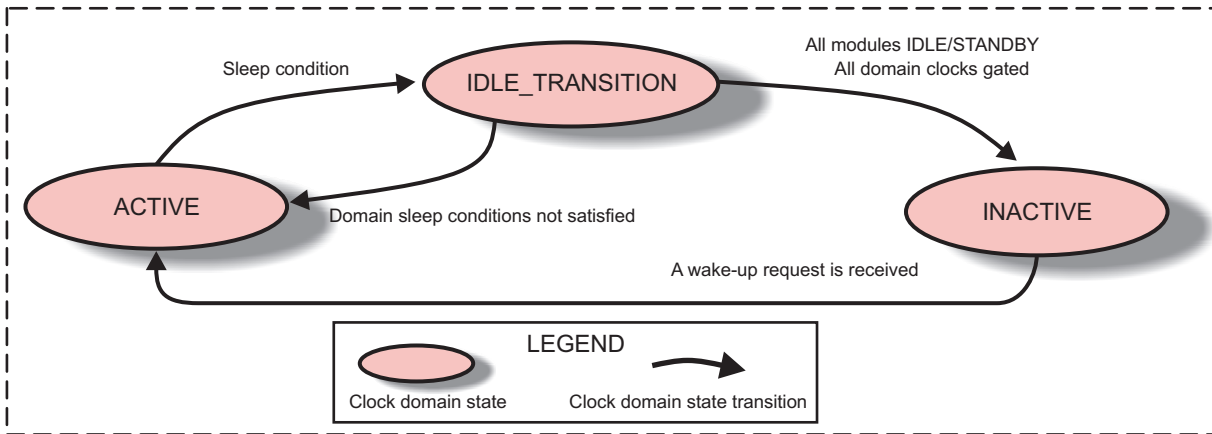 All modules IDLE/STANDBY
All domain clocks gated
Sleep condition
IDLE_TRANSITION
ACTIVE
Domain sleep conditions not satisfied
INACTIVE
A wake-up request is received
LEGEND
Clock domain state
Clock domain state transition